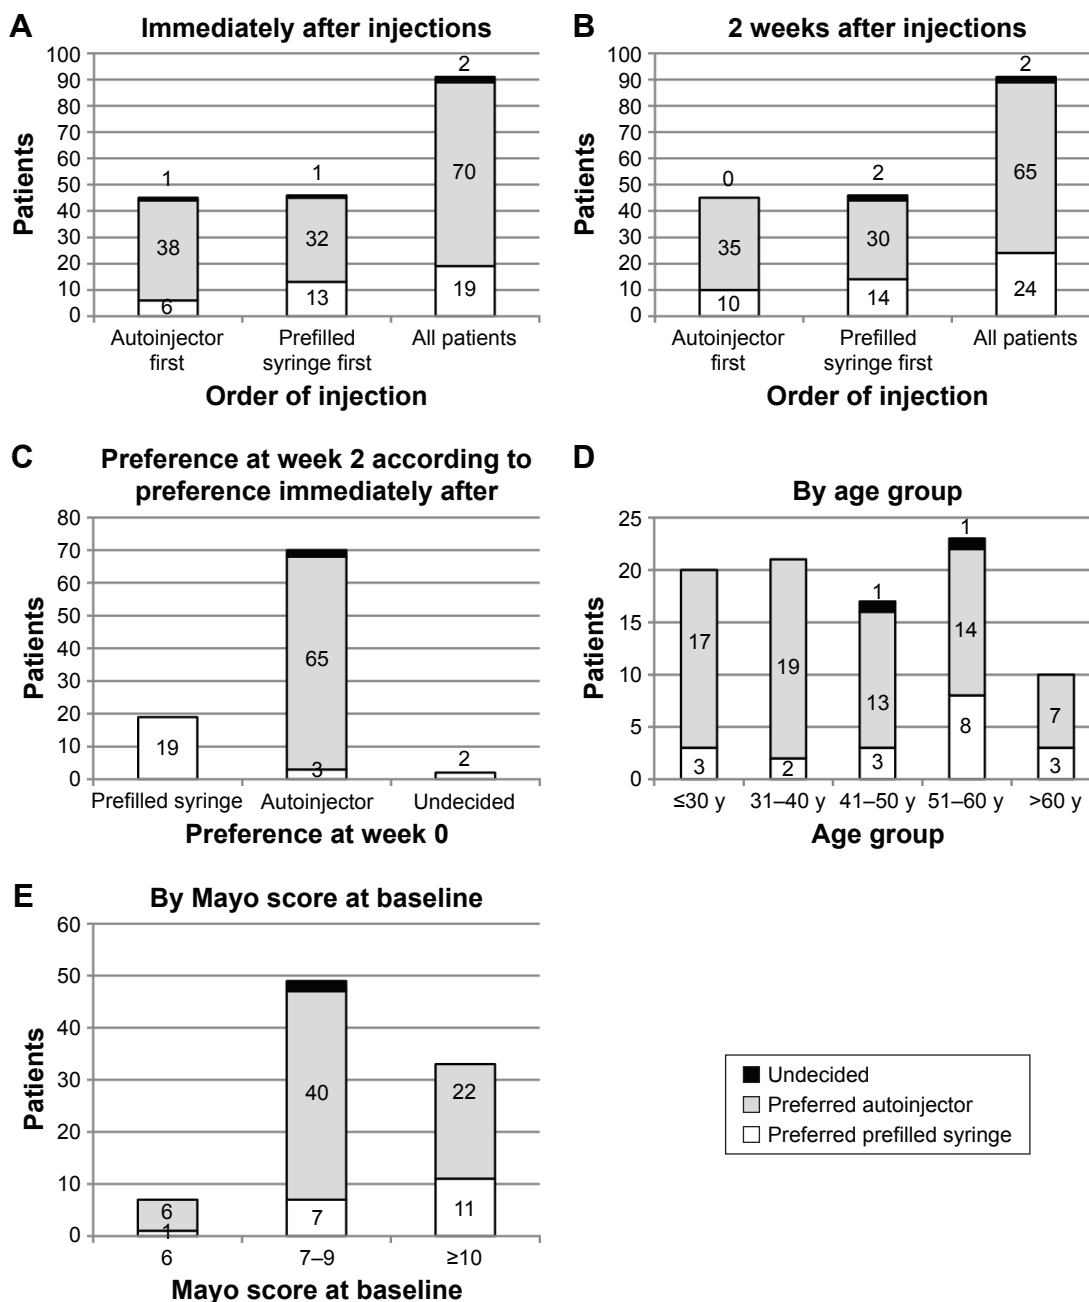 A
Immediately after injections
100
90
80
70
60
50
40
30
20
10
0
Patients
1
38
6
1
32
13
2
70
19
Autoinjector first
Prefilled syringe first
All patients
Order of injection
B
2 weeks after injections
100
90
80
70
60
50
40
30
20
10
0
Patients
0
35
10
2
30
14
2
65
24
Autoinjector first
Prefilled syringe first
All patients
Order of injection
C
Preference at week 2 according to
preference immediately after
80
70
60
50
40
30
20
10
0
Patients
19
65
3
2
Prefilled syringe
Autoinjector
Undecided
Preference at week 0
D
By age group
25
20
15
10
5
0
Patients
17
3
19
2
1
13
3
1
14
8
7
3
≤30 y
31–40 y
41–50 y
51–60 y
>60 y
Age group
E
By Mayo score at baseline
60
50
40
30
20
10
0
Patients
6
1
40
7
22
11
6
7–9
≥10
Mayo score at baseline
Undecided
Preferred autoinjector
Preferred prefilled syringe